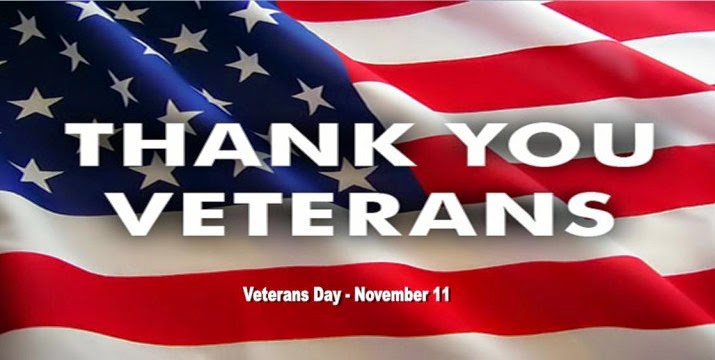 THANK YOU
VETERANS
Veterans Day - November 11